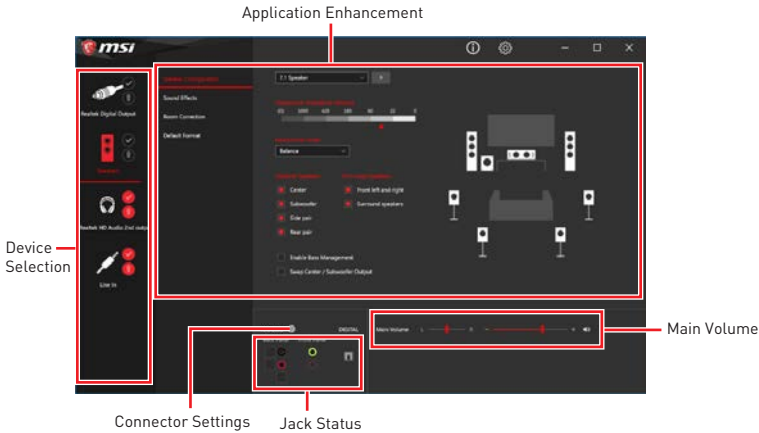 Application Enhancement
msi
Realtek Digital Output
Speakers
Realtek HD Audio 2nd output
Line In
Speaker Configuration
Sound Effects
Room Correction
Default Format
7.1 Speaker
Balance
Center
Subwoofer
Side pair
Rear pair
Front left and right
Surround speakers
Enable Bass Management
Swap Center / Subwoofer Output
DIGITAL
Main Volume
L
R
-
+
Device
Selection
Main Volume
Connector Settings
Jack Status